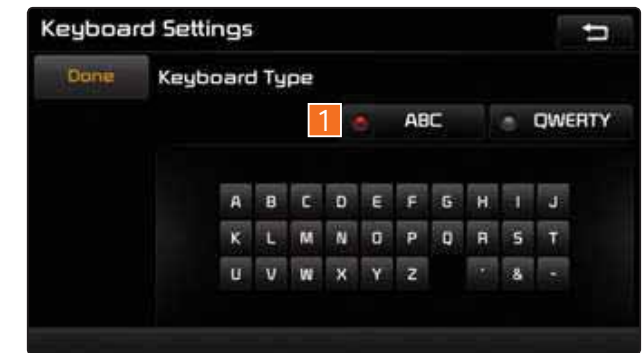 Keyboard Settings
Done
Keyboard Type
1 ABC QWERTY
A B C D E F G H I J
K L M N O P Q R S T
U V W X Y Z ' & -